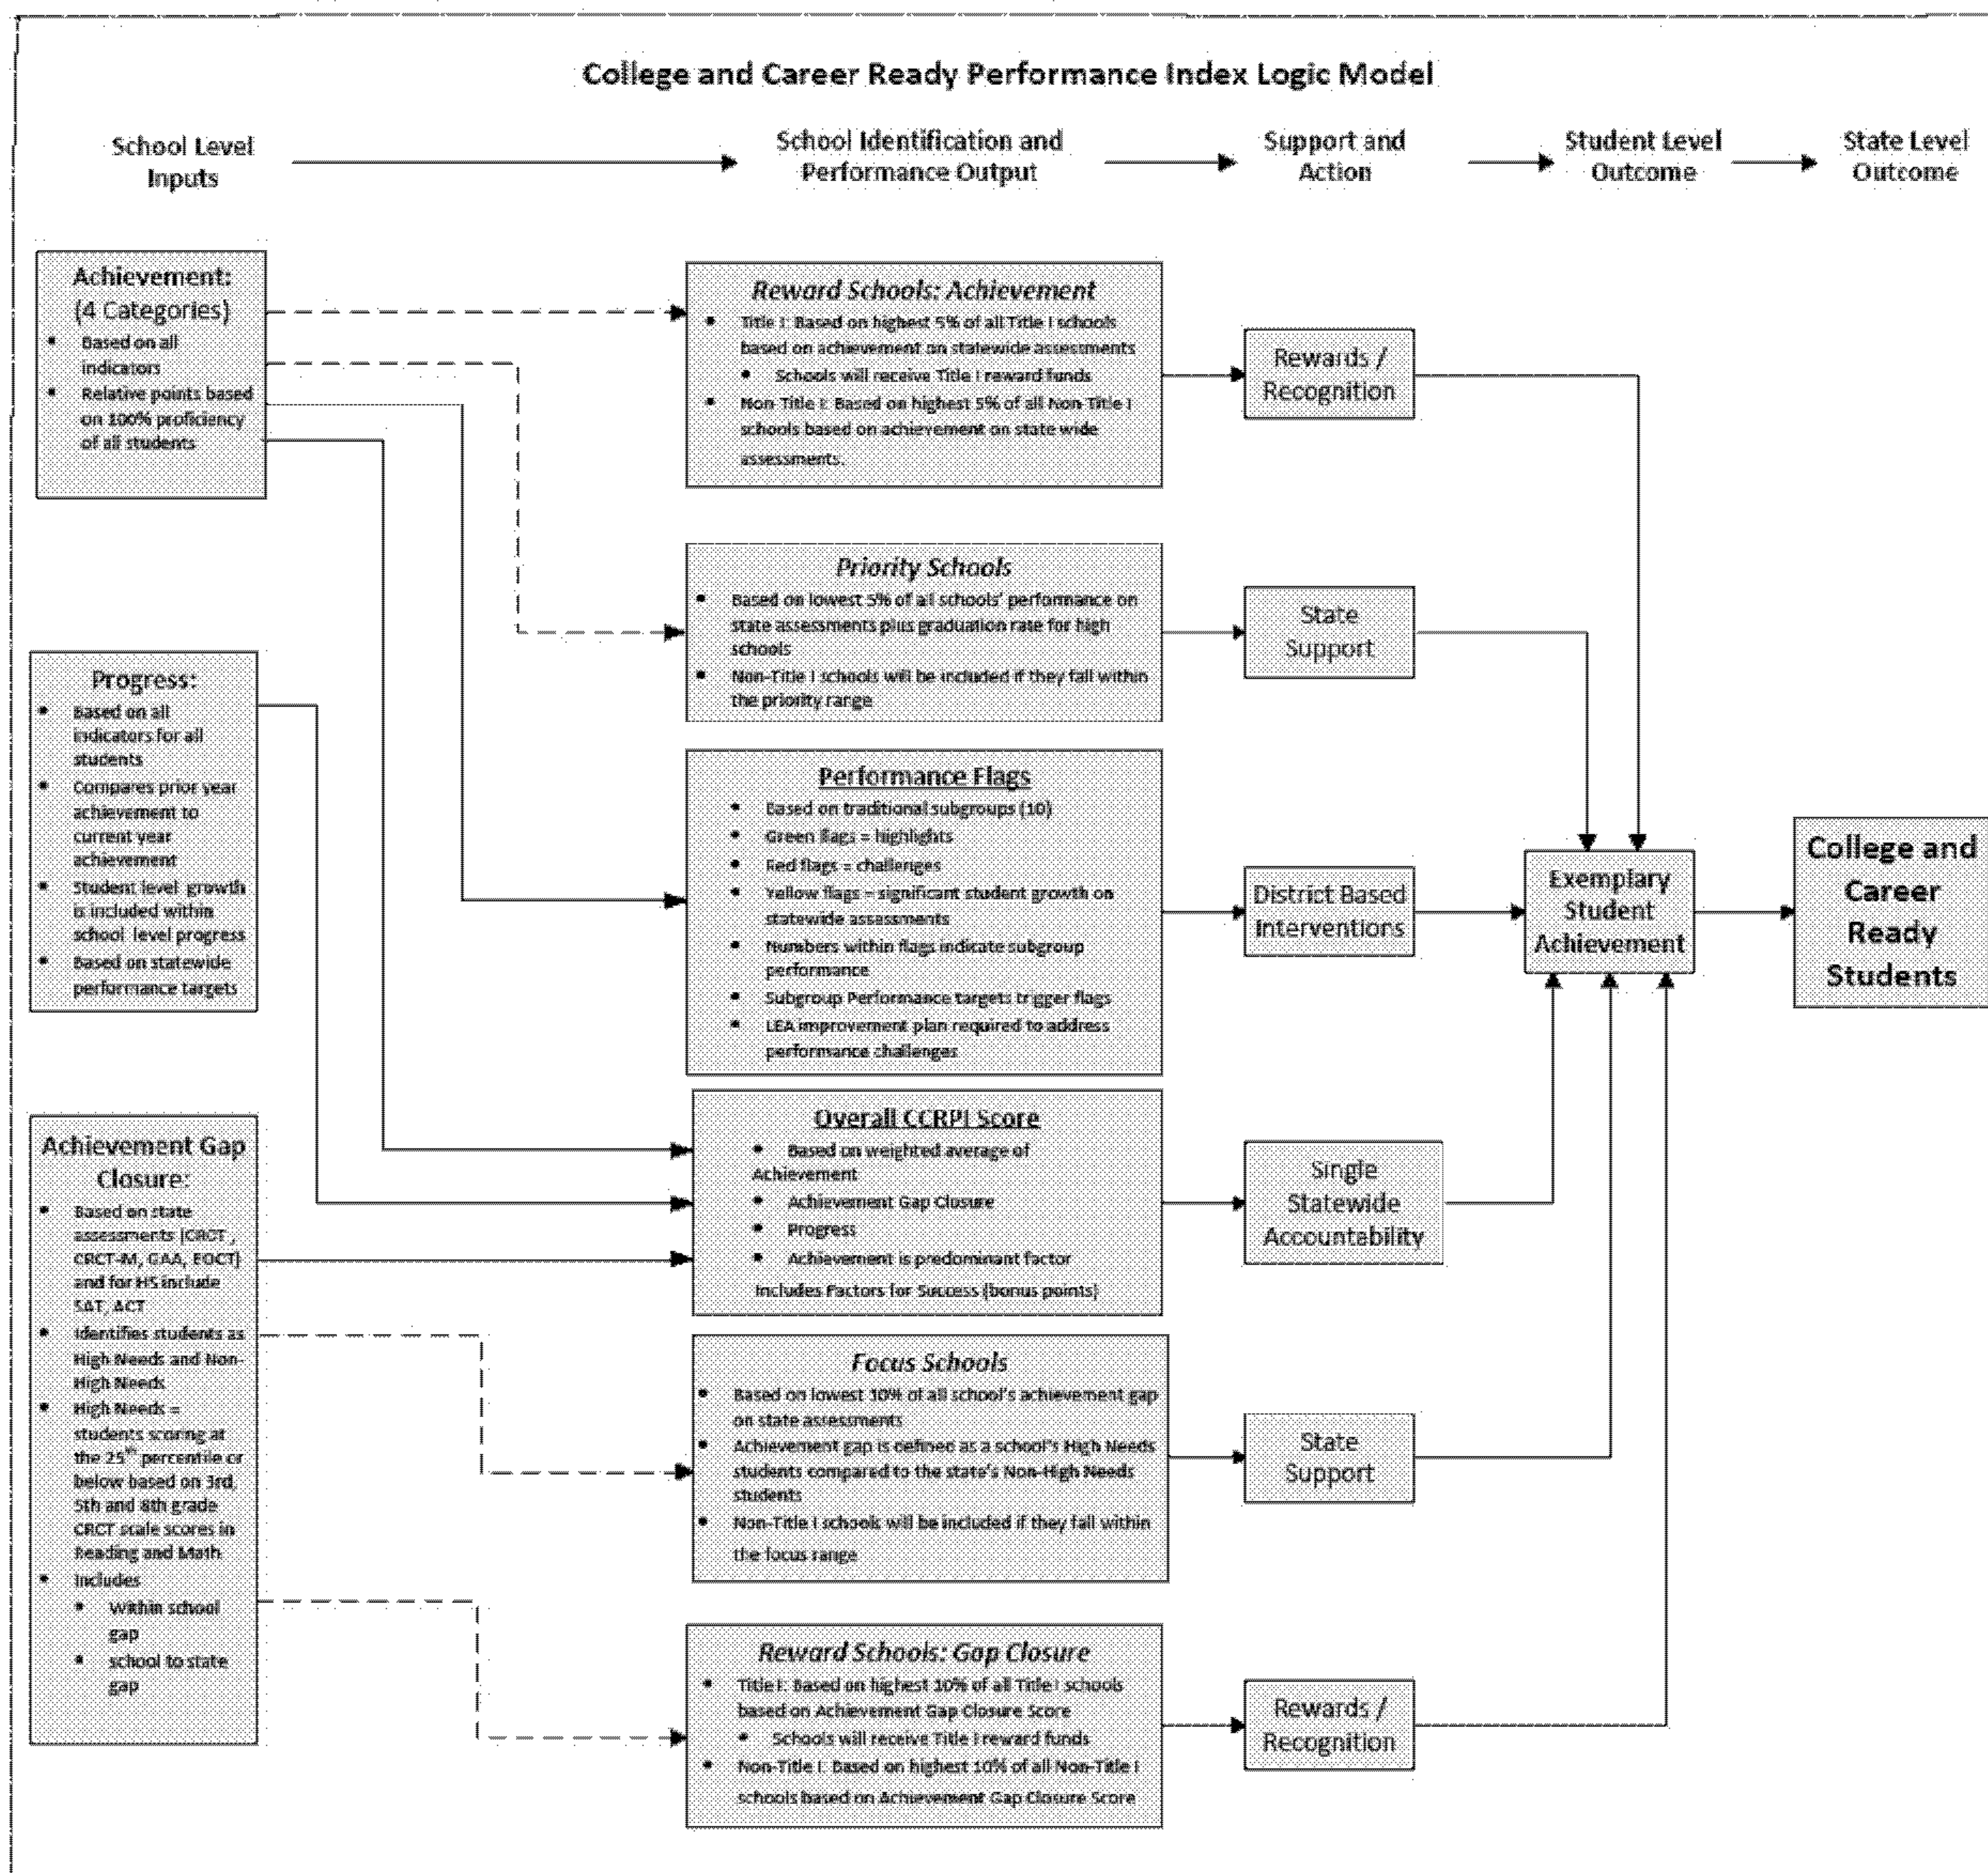 College and Career Ready Performance Index Logic Model
School Level
Inputs
School Identification and
Performance Output
Support and
Action
Student Level
Outcome
State Level
Outcome
Achievement:
(4 Categories)
• Based on all
indicators
• Relative points based
on 100% proficiency
of all students
Progress:
• Based on all
indicators for all
students
• Compares prior year
achievement to
current year
achievement
• Student level growth
is included within
school level progress
• Based on statewide
performance targets
Achievement Gap
Closure:
• Based on state
assessments (CRCT,
CRCT-M, GAA, EOCT)
and for HS include
SAT, ACT
• Identifies students as
High Needs and Non-
High Needs
• High Needs =
students scoring at
the 25th percentile or
below based on 3rd,
5th and 8th grade
CRCT scale scores in
Reading and Math
• Includes
• Within school
gap
• school to state
gap
Reward Schools: Achievement
• Title I: Based on highest 5% of all Title I schools
based on achievement on statewide assessments
• Schools will receive Title I reward funds
• Non-Title I: Based on highest 5% of all Non-Title I
schools based on achievement on state wide
assessments.
Priority Schools
• Based on lowest 5% of all schools' performance on
state assessments plus graduation rate for high
schools
• Non-Title I schools will be included if they fall within
the priority range
Performance Flags
• Based on traditional subgroups (10)
• Green flags = highlights
• Red flags = challenges
• Yellow flags = significant student growth on
statewide assessments
• Numbers within flags indicate subgroup
performance
• Subgroup Performance targets trigger flags
• LEA improvement plan required to address
performance challenges
Overall CCRPI Score
• Based on weighted average of
Achievement
• Achievement Gap Closure
• Progress
• Achievement is predominant factor
Includes Factors for Success (bonus points)
Focus Schools
• Based on lowest 10% of all school's achievement gap
on state assessments
• Achievement gap is defined as a school's High Needs
students compared to the state's Non-High Needs
students
• Non-Title I schools will be included if they fall within
the focus range
Reward Schools: Gap Closure
• Title I: Based on highest 10% of all Title I schools
based on Achievement Gap Closure Score
• Schools will receive Title I reward funds
• Non-Title I: Based on highest 10% of all Non-Title I
schools based on Achievement Gap Closure Score
Rewards /
Recognition
State
Support
District Based
Interventions
Single
Statewide
Accountability
State
Support
Rewards /
Recognition
Exemplary
Student
Achievement
College and
Career
Ready
Students